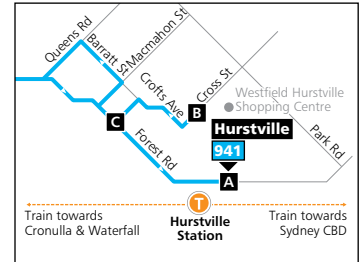 Queens Rd
Barratt St
Macmahon St
Crofts Ave
Cross St
B
Westfield Hurstville
Shopping Centre
Hurstville
941
C
Forest Rd
Park Rd
A
T
Train towards
Cronulla & Waterfall
Hurstville
Station
Train towards
Sydney CBD